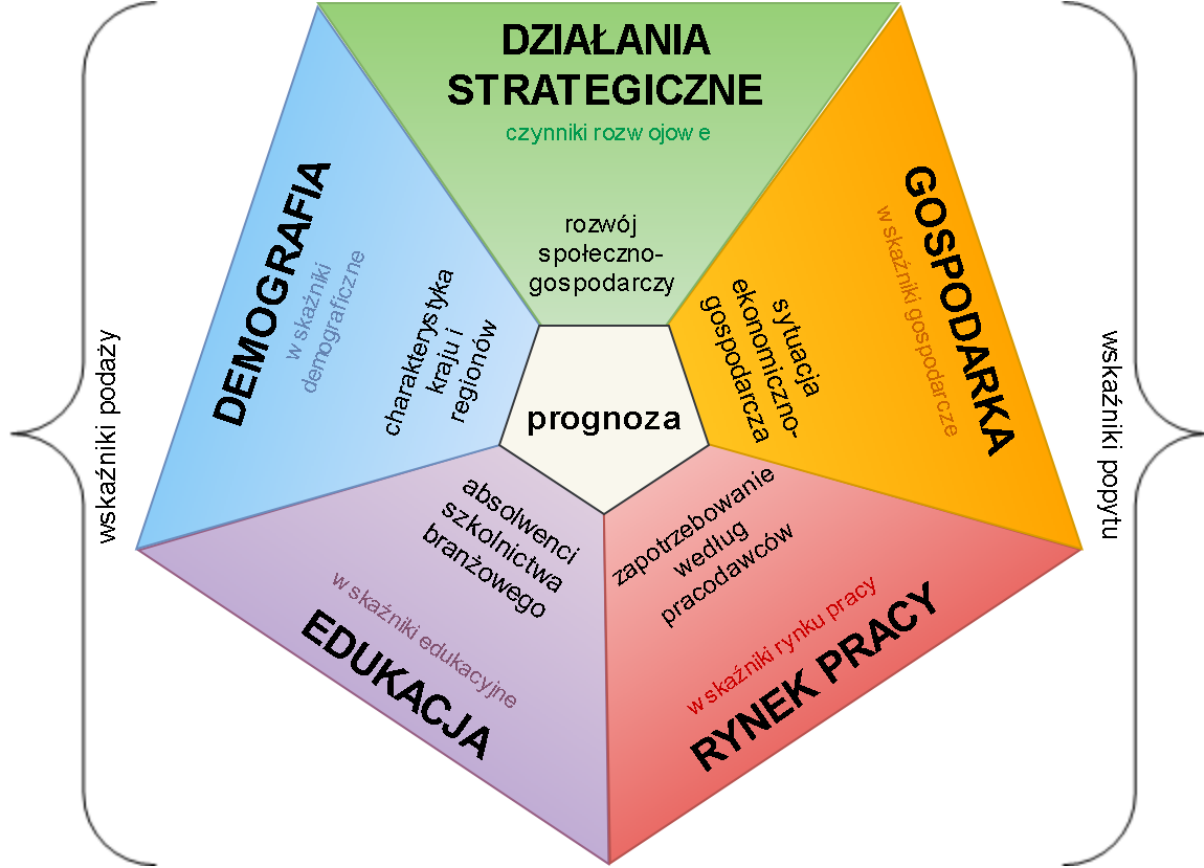 DZIAŁANIA
STRATEGICZNE
czynniki rozwojowe
rozwój
społeczno-
gospodarczy
GOSPODARKA
wskaźniki gospodarcze
sytuacja
ekonomiczno-
gospodarcza
RYNEK PRACY
wskaźniki rynku pracy
zapotrzebowanie
według
pracodawców
EDUKACJA
wskaźniki edukacyjne
absolwenci
szkolnictwa
branżowego
DEMOGRAFIA
wskaźniki
demograficzne
charakterystyka
kraju i
regionów
prognoza
wskaźniki podaży
wskaźniki popytu